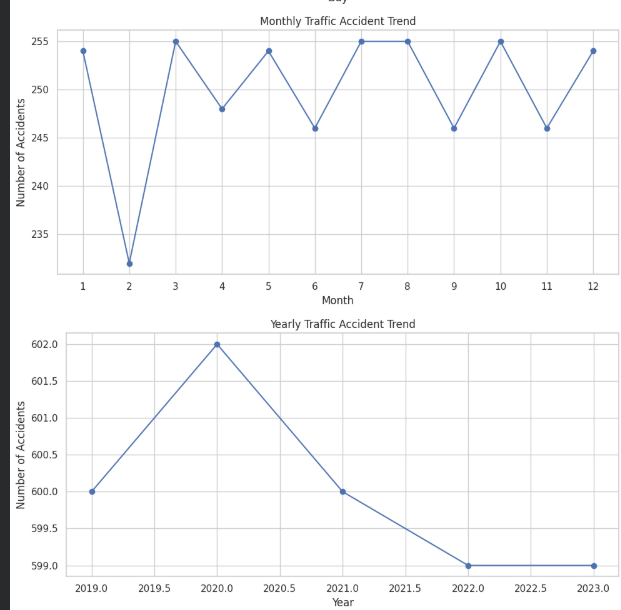 Day
Monthly Traffic Accident Trend
255
250
245
240
235
Number of Accidents
1 2 3 4 5 6 7 8 9 10 11 12
Month
Yearly Traffic Accident Trend
602.0
601.5
601.0
600.5
600.0
599.5
599.0
Number of Accidents
2019.0 2019.5 2020.0 2020.5 2021.0 2021.5 2022.0 2022.5 2023.0
Year